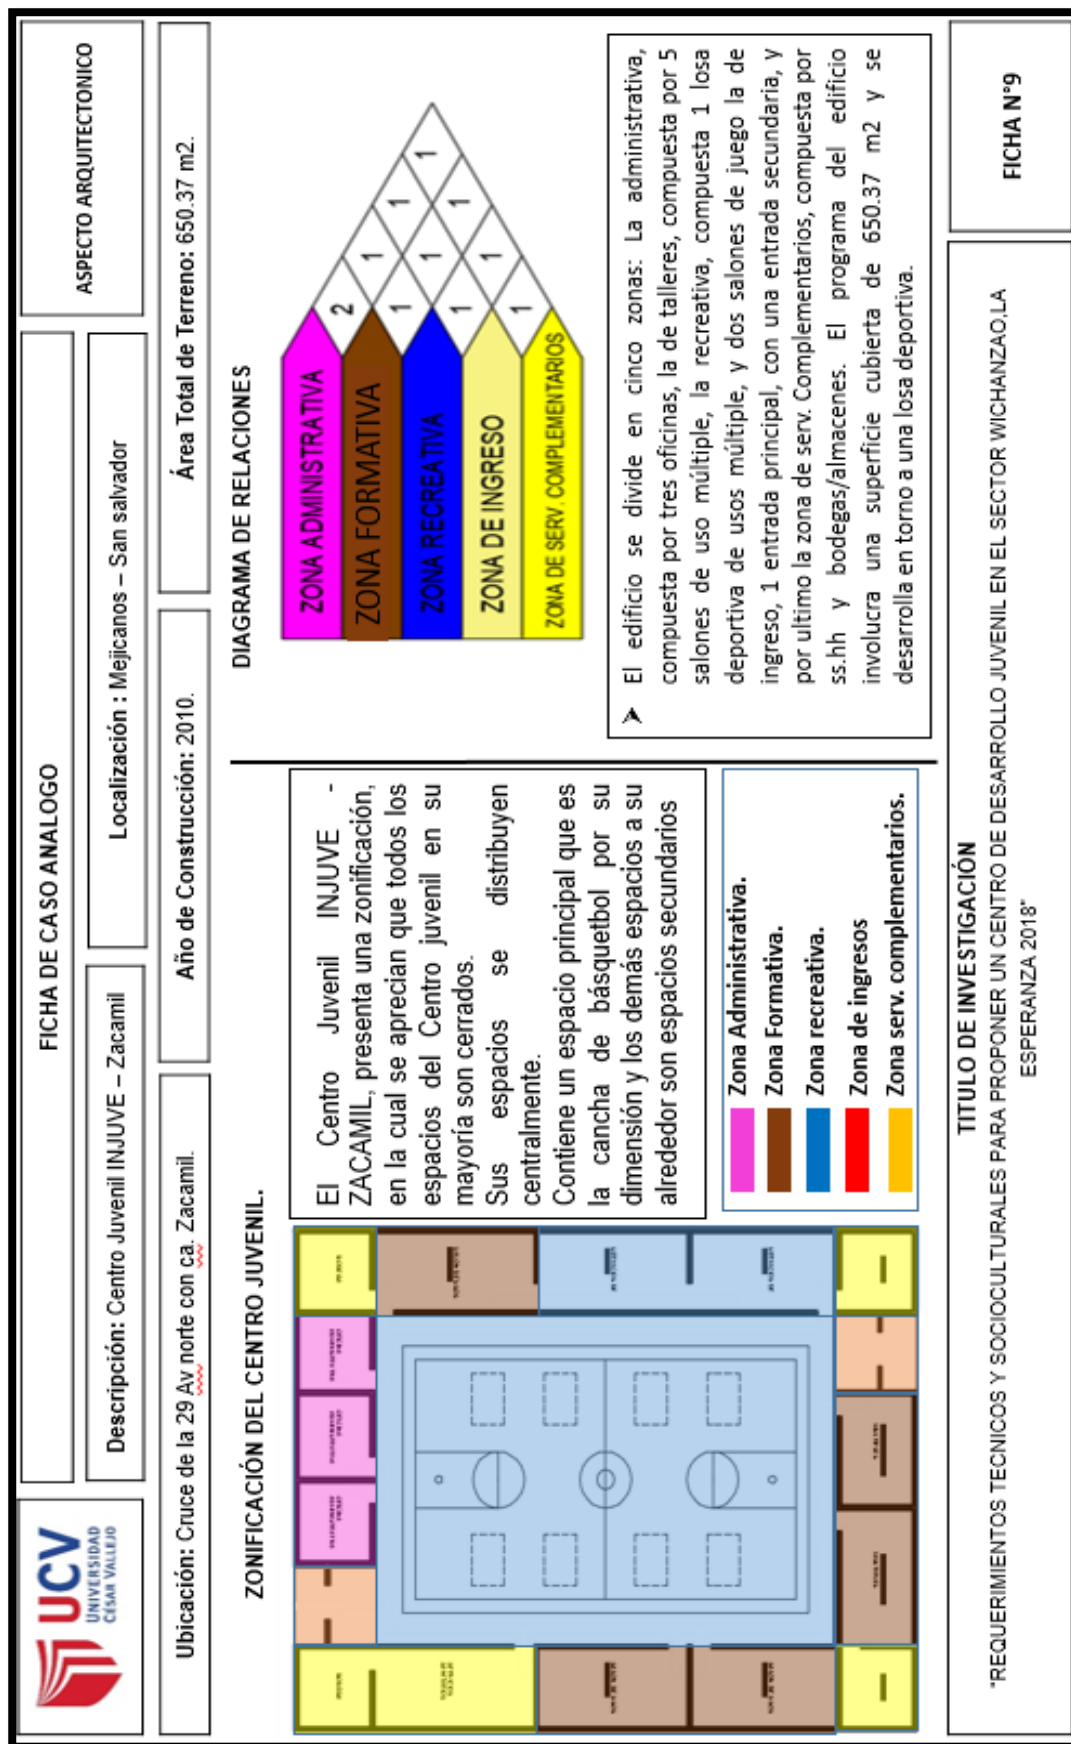 UCV
UNIVERSIDAD
CÉSAR VALLEJO
FICHA DE CASO ANALOGO
ASPECTO ARQUITECTONICO
Descripción: Centro Juvenil INJUVE – Zacamil
Localización : Mejicanos – San salvador
Ubicación: Cruce de la 29 Av norte con ca. Zacamil.
Año de Construcción: 2010.
Área Total de Terreno: 650.37 m2.
ZONIFICACIÓN DEL CENTRO JUVENIL.
El Centro Juvenil INJUVE -
ZACAMIL, presenta una zonificación,
en la cual se aprecian que todos los
espacios del Centro juvenil en su
mayoría son cerrados.
Sus espacios se distribuyen
centralmente.
Contiene un espacio principal que es
la cancha de básquetbol por su
dimensión y los demás espacios a su
alrededor son espacios secundarios
Zona Administrativa.
Zona Formativa.
Zona recreativa.
Zona de ingresos
Zona serv. complementarios.
DIAGRAMA DE RELACIONES
ZONA ADMINISTRATIVA
ZONA FORMATIVA
ZONA RECREATIVA
ZONA DE INGRESO
ZONA DE SERV. COMPLEMENTARIOS
2
1
1
1
1
1
1
1
1
1
➤ El edificio se divide en cinco zonas: La administrativa,
compuesta por tres oficinas, la de talleres, compuesta por 5
salones de uso múltiple, la recreativa, compuesta 1 losa
deportiva de usos múltiple, y dos salones de juego la de
ingreso, 1 entrada principal, con una entrada secundaria, y
por ultimo la zona de serv. Complementarios, compuesta por
ss.hh y bodegas/almacenes. El programa del edificio
involucra una superficie cubierta de 650.37 m2 y se
desarrolla en torno a una losa deportiva.
TITULO DE INVESTIGACIÓN
"REQUERIMIENTOS TECNICOS Y SOCIOCULTURALES PARA PROPONER UN CENTRO DE DESARROLLO JUVENIL EN EL SECTOR WICHANZAO,LA
ESPERANZA 2018"
FICHA N°9